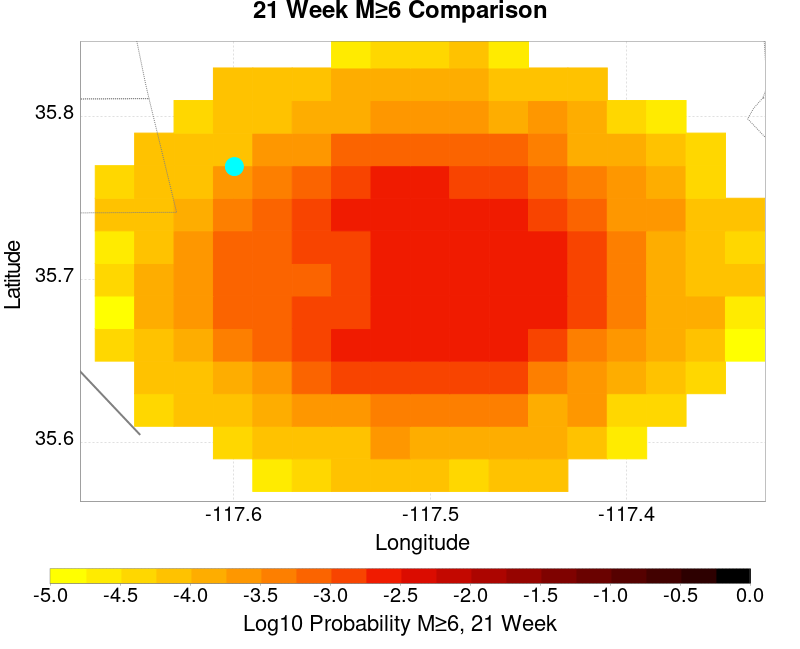 21 Week M≥6 Comparison
35.8
35.7
35.6
Latitude
-117.6 -117.5 -117.4
Longitude
-5.0 -4.5 -4.0 -3.5 -3.0 -2.5 -2.0 -1.5 -1.0 -0.5 0.0
Log10 Probability M≥6, 21 Week